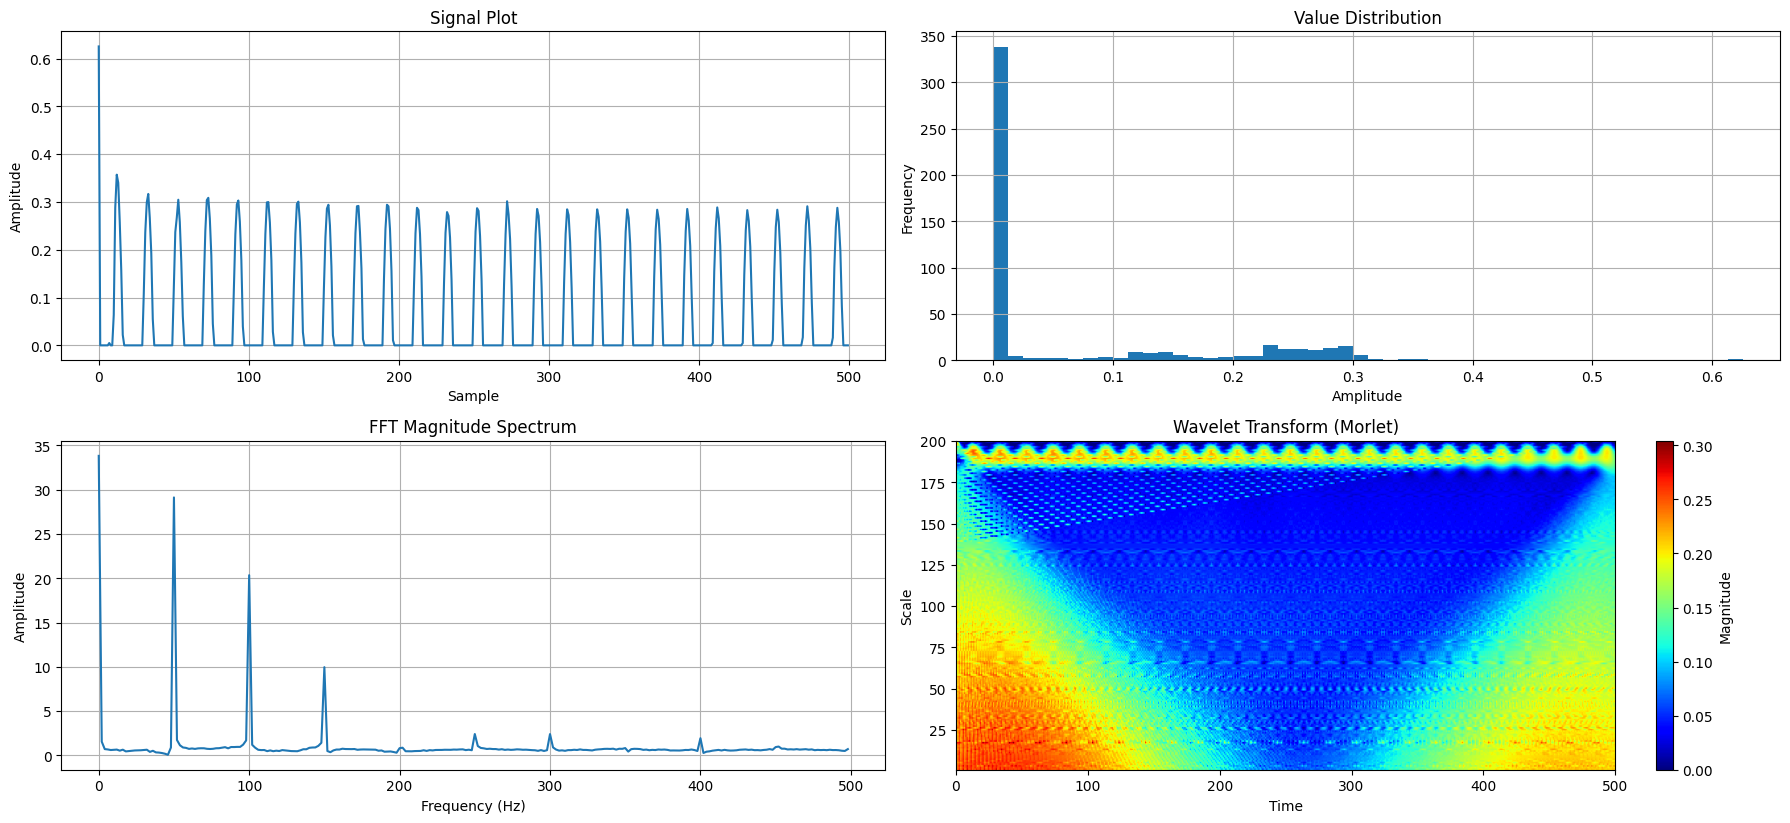 Signal Plot
Amplitude
0.6
0.5
0.4
0.3
0.2
0.1
0.0
0 100 200 300 400 500
Sample
Value Distribution
Frequency
350
300
250
200
150
100
50
0
0.0 0.1 0.2 0.3 0.4 0.5 0.6
Amplitude
FFT Magnitude Spectrum
Amplitude
35
30
25
20
15
10
5
0
0 100 200 300 400 500
Frequency (Hz)
Wavelet Transform (Morlet)
Scale
200
175
150
125
100
75
50
25
0 100 200 300 400 500
Time
0.30
0.25
0.20
0.15
0.10
0.05
0.00
Magnitude